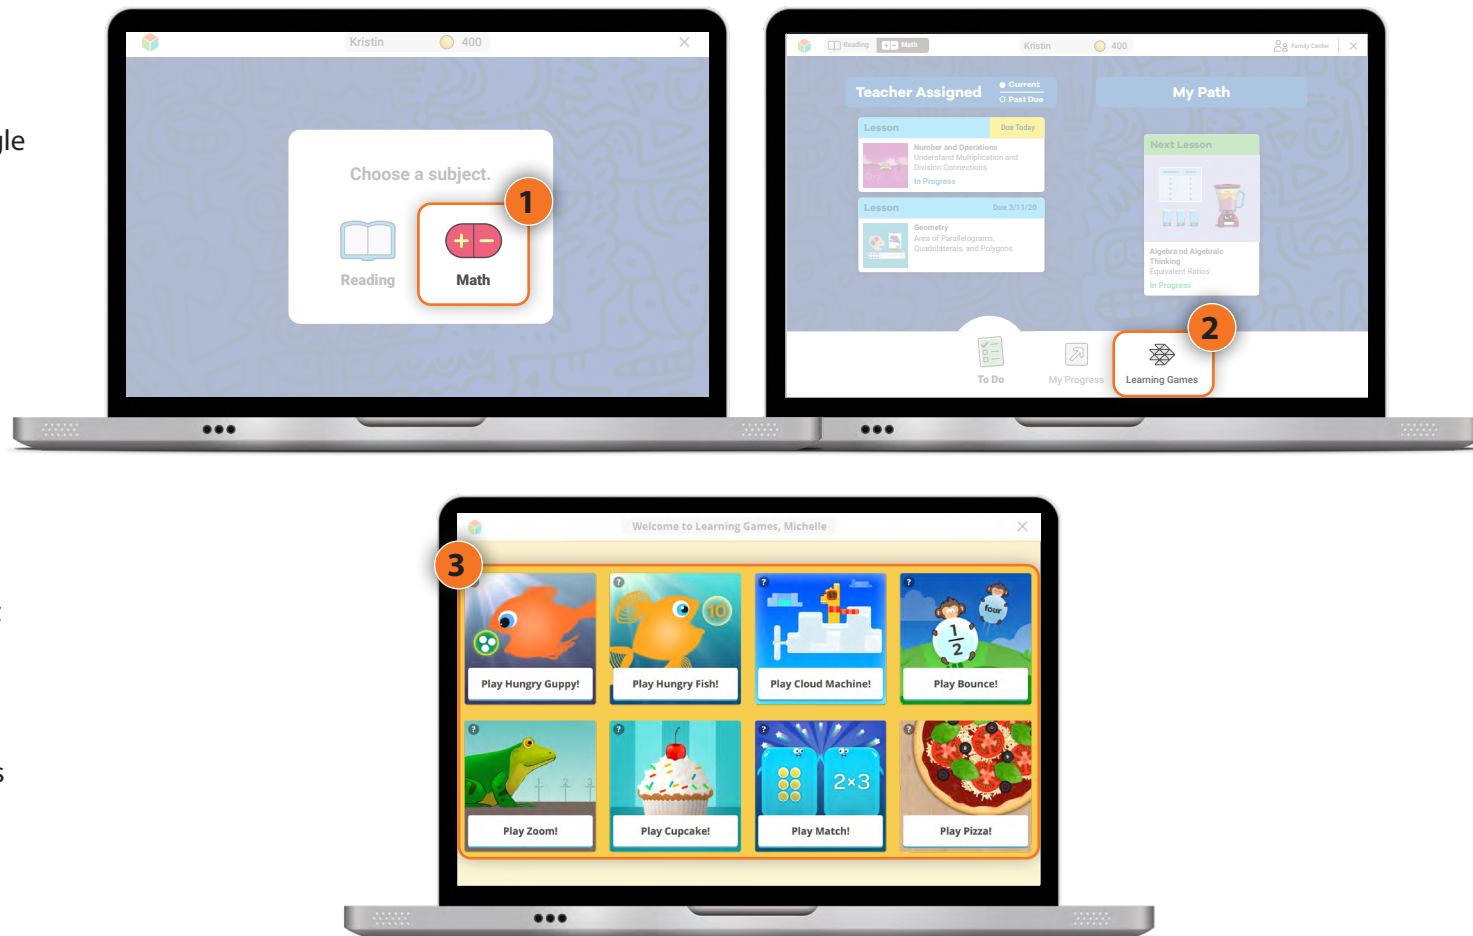 gle
s
Kristin 400
Choose a subject.
1
Reading
Math
Reading Math Kristin 400 Family Center
Teacher Assigned
Current
Past Due
My Path
Lesson Due Today
Number and Operations
Understand Multiplication and
Division Connections
In Progress
Lesson Due 3/11/20
Geometry
Area of Parallelograms,
Quadrilaterals, and Polygons
Next Lesson
Algebra nd Algebraic
Thinking
Equivalent Ratios
In Progress
2
To Do
My Progress
Learning Games
Welcome to Learning Games, Michelle
3
?
10
?
?
four
1
2
Play Hungry Guppy!
Play Hungry Fish!
Play Cloud Machine!
Play Bounce!
?
1 2 3
?
?
2×3
?
Play Zoom!
Play Cupcake!
Play Match!
Play Pizza!